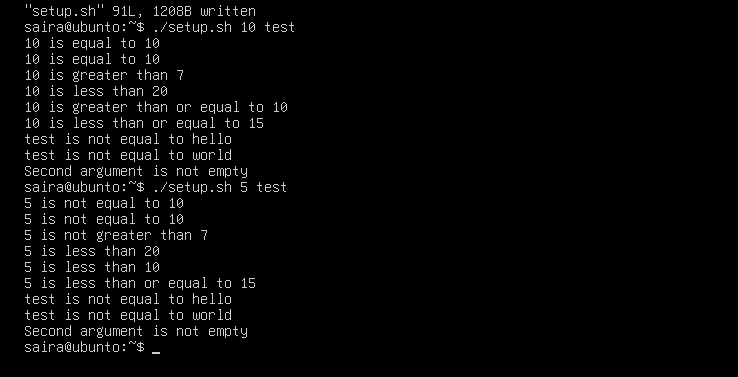 "setup.sh" 91L, 1208B written
saira@ubunto:~$ ./setup.sh 10 test
10 is equal to 10
10 is equal to 10
10 is greater than 7
10 is less than 20
10 is greater than or equal to 10
10 is less than or equal to 15
test is not equal to hello
test is not equal to world
Second argument is not empty
saira@ubunto:~$ ./setup.sh 5 test
5 is not equal to 10
5 is not equal to 10
5 is not greater than 7
5 is less than 20
5 is less than 10
5 is less than or equal to 15
test is not equal to hello
test is not equal to world
Second argument is not empty
saira@ubunto:~$ _